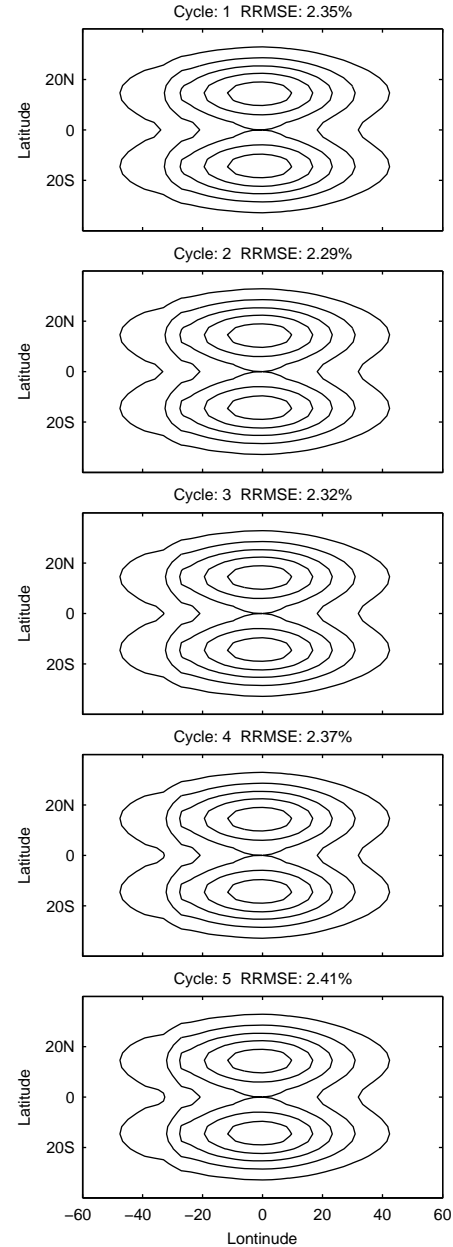 Cycle: 1 RRMSE: 2.35%
20N
0
20S
Latitude
Cycle: 2 RRMSE: 2.29%
20N
0
20S
Latitude
Cycle: 3 RRMSE: 2.32%
20N
0
20S
Latitude
Cycle: 4 RRMSE: 2.37%
20N
0
20S
Latitude
Cycle: 5 RRMSE: 2.41%
20N
0
20S
Latitude
−60 −40 −20 0 20 40 60
Lontinude